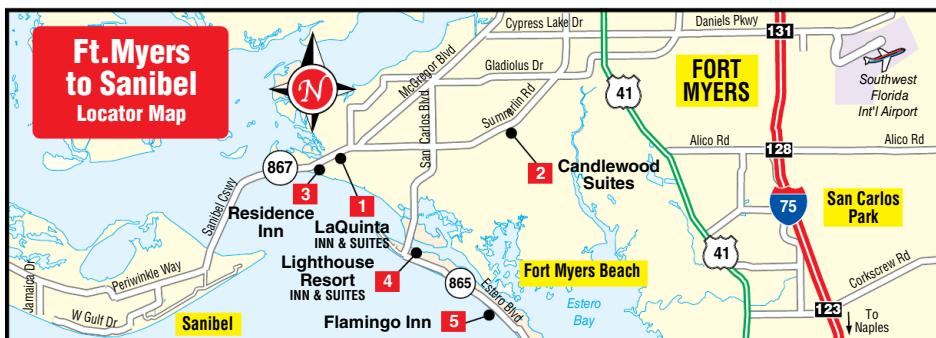 Ft.Myers
to Sanibel
Locator Map
N
Cypress Lake Dr
Daniels Pkwy
131
McGregor Blvd
Gladiolus Dr
FORT
MYERS
Southwest
Florida
Int'l Airport
41
San Carlos Blvd
Summerlin Rd
Alico Rd
128
Alico Rd
867
2
Candlewood
Suites
3
1
Residence
Inn
LaQuinta
INN & SUITES
75
San Carlos
Park
Sanibel Cswy
Lighthouse
Resort
INN & SUITES
4
41
Corkscrew Rd
Jamaica Dr
Periwinkle Way
865
Fort Myers Beach
Estero Blvd
Estero
Bay
W Gulf Dr
Sanibel
Flamingo Inn
5
123
To
Naples